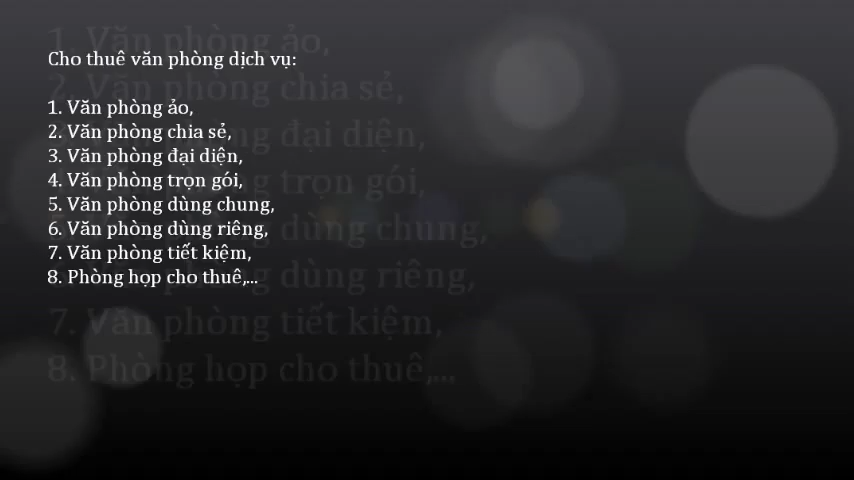 Cho thuê văn phòng dịch vụ:
1. Văn phòng ảo,
2. Văn phòng chia sẻ,
3. Văn phòng đại diện,
4. Văn phòng trọn gói,
5. Văn phòng dùng chung,
6. Văn phòng dùng riêng,
7. Văn phòng tiết kiệm,
8. Phòng họp cho thuê,...